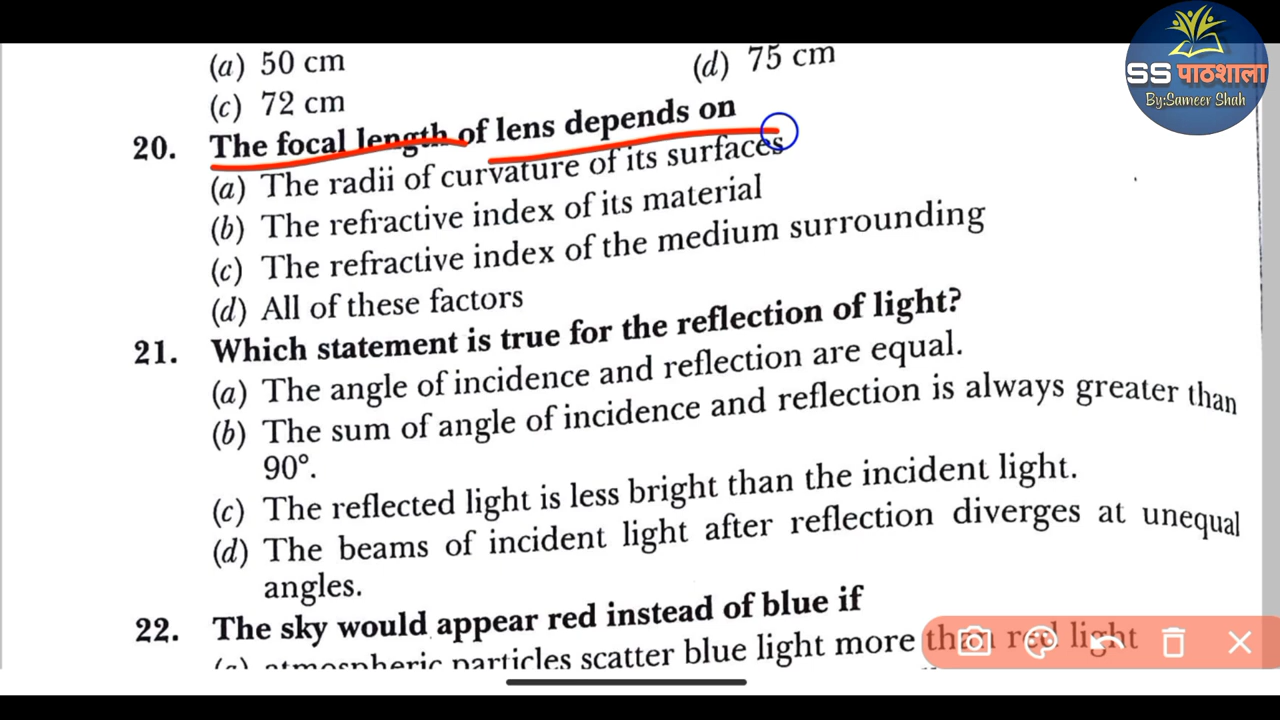 (a) 50 cm
(d) 75 cm
(c) 72 cm
SS पाठशाला
By:Sameer Shah
20. The focal length of lens depends on
(a) The radii of curvature of its surfaces
(b) The refractive index of its material
(c) The refractive index of the medium surrounding
(d) All of these factors
21. Which statement is true for the reflection of light?
(a) The angle of incidence and reflection are equal.
(b) The sum of angle of incidence and reflection is always greater than
90°.
(c) The reflected light is less bright than the incident light.
(d) The beams of incident light after reflection diverges at unequal
angles.
22. The sky would appear red instead of blue if
(a) atmospheric particles scatter blue light more than red light